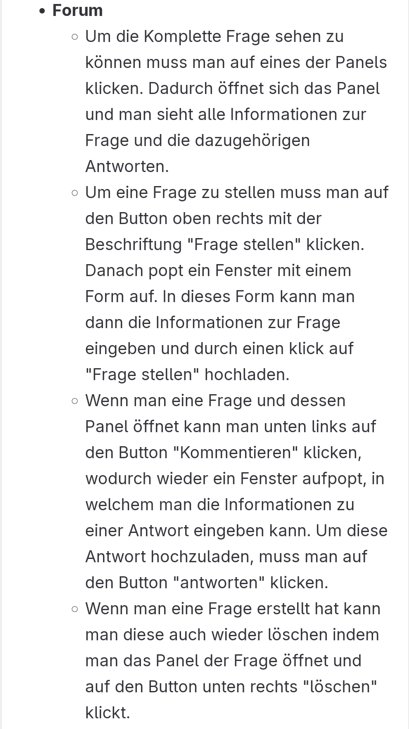 • Forum
◦ Um die Komplette Frage sehen zu
können muss man auf eines der Panels
klicken. Dadurch öffnet sich das Panel
und man sieht alle Informationen zur
Frage und die dazugehörigen
Antworten.
◦ Um eine Frage zu stellen muss man auf
den Button oben rechts mit der
Beschriftung "Frage stellen" klicken.
Danach popt ein Fenster mit einem
Form auf. In dieses Form kann man
dann die Informationen zur Frage
eingeben und durch einen klick auf
"Frage stellen" hochladen.
◦ Wenn man eine Frage und dessen
Panel öffnet kann man unten links auf
den Button "Kommentieren" klicken,
wodurch wieder ein Fenster aufpopt, in
welchem man die Informationen zu
einer Antwort eingeben kann. Um diese
Antwort hochzuladen, muss man auf
den Button "antworten" klicken.
◦ Wenn man eine Frage erstellt hat kann
man diese auch wieder löschen indem
man das Panel der Frage öffnet und
auf den Button unten rechts "löschen"
klickt.